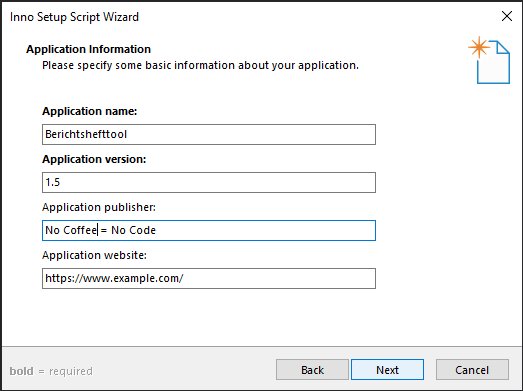 Inno Setup Script Wizard
Application Information
Please specify some basic information about your application.
Application name:
Berichtshefttool
Application version:
1.5
Application publisher:
No Coffee = No Code
Application website:
https://www.example.com/
bold = required
Back
Next
Cancel